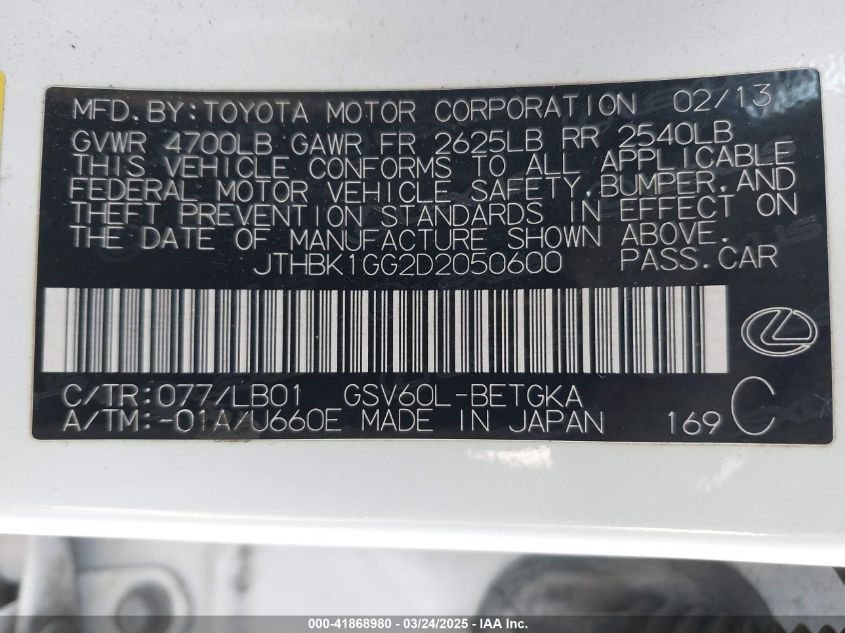 MFD.BY:TOYOTA MOTOR CORPORATION 02/13
GVWR 4700LB GAWR FR 2625LB RR 2540LB
THIS VEHICLE CONFORMS TO ALL APPLICABLE
FEDERAL MOTOR VEHICLE SAFETY,BUMPER,AND
THEFT PREVENTION STANDARDS IN EFFECT ON
THE DATE OF MANUFACTURE SHOWN ABOVE.
JTHBK1GG2D2050600 PASS.CAR
C/TR:077/LB01 GSV60L-BETGKA
A/TM:-01A/U660E MADE IN JAPAN 169 C
000-41868980 - 03/24/2025 - IAA Inc.